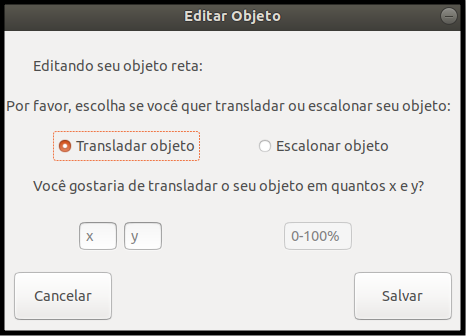 Editar Objeto
Editando seu objeto reta:
Por favor, escolha se você quer transladar ou escalonar seu objeto:
Transladar objeto Escalonar objeto
Você gostaria de transladar o seu objeto em quantos x e y?
x y 0-100%
Cancelar Salvar